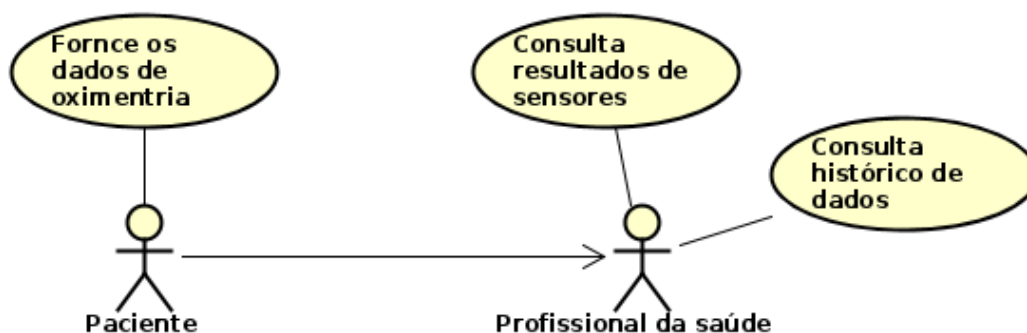 Fornce os
dados de
oximentria
Consulta
resultados de
sensores
Consulta
histórico de
dados
Paciente
Profissional da saúde